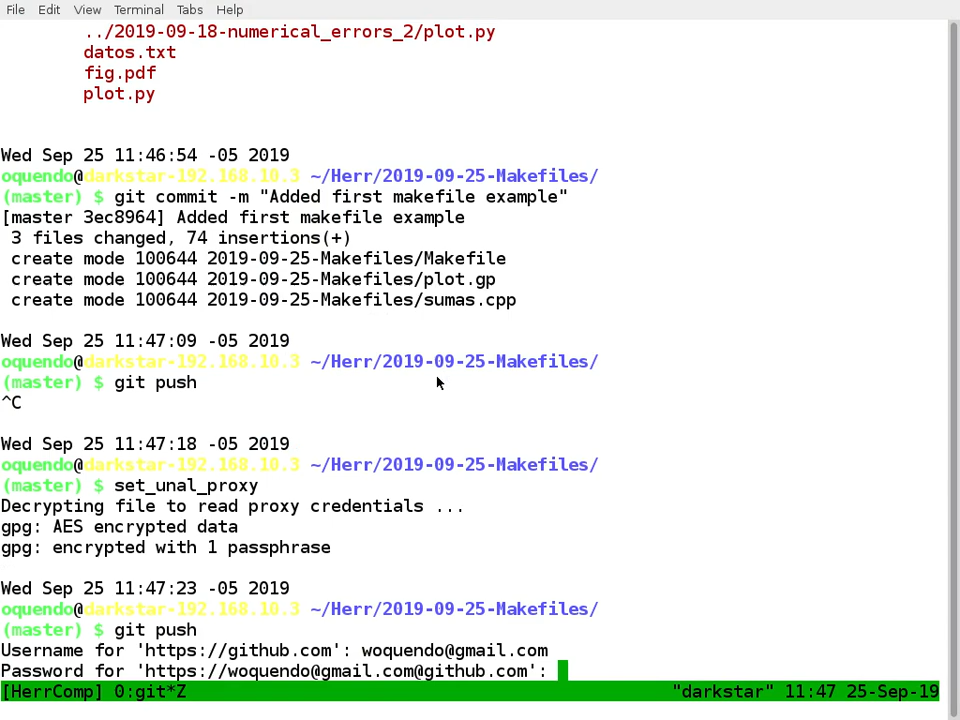 File Edit View Terminal Tabs Help
../2019-09-18-numerical_errors_2/plot.py
datos.txt
fig.pdf
plot.py
Wed Sep 25 11:46:54 -05 2019
oquendo@darkstar-192.168.10.3 ~/Herr/2019-09-25-Makefiles/
(master) $ git commit -m "Added first makefile example"
[master 3ec8964] Added first makefile example
3 files changed, 74 insertions(+)
create mode 100644 2019-09-25-Makefiles/Makefile
create mode 100644 2019-09-25-Makefiles/plot.gp
create mode 100644 2019-09-25-Makefiles/sumas.cpp
Wed Sep 25 11:47:09 -05 2019
oquendo@darkstar-192.168.10.3 ~/Herr/2019-09-25-Makefiles/
(master) $ git push
^C
Wed Sep 25 11:47:18 -05 2019
oquendo@darkstar-192.168.10.3 ~/Herr/2019-09-25-Makefiles/
(master) $ set_unal_proxy
Decrypting file to read proxy credentials ...
gpg: AES encrypted data
gpg: encrypted with 1 passphrase
Wed Sep 25 11:47:23 -05 2019
oquendo@darkstar-192.168.10.3 ~/Herr/2019-09-25-Makefiles/
(master) $ git push
Username for 'https://github.com': woquendo@gmail.com
Password for 'https://woquendo@gmail.com@github.com':
[HerrComp] 0:git*Z "darkstar" 11:47 25-Sep-19